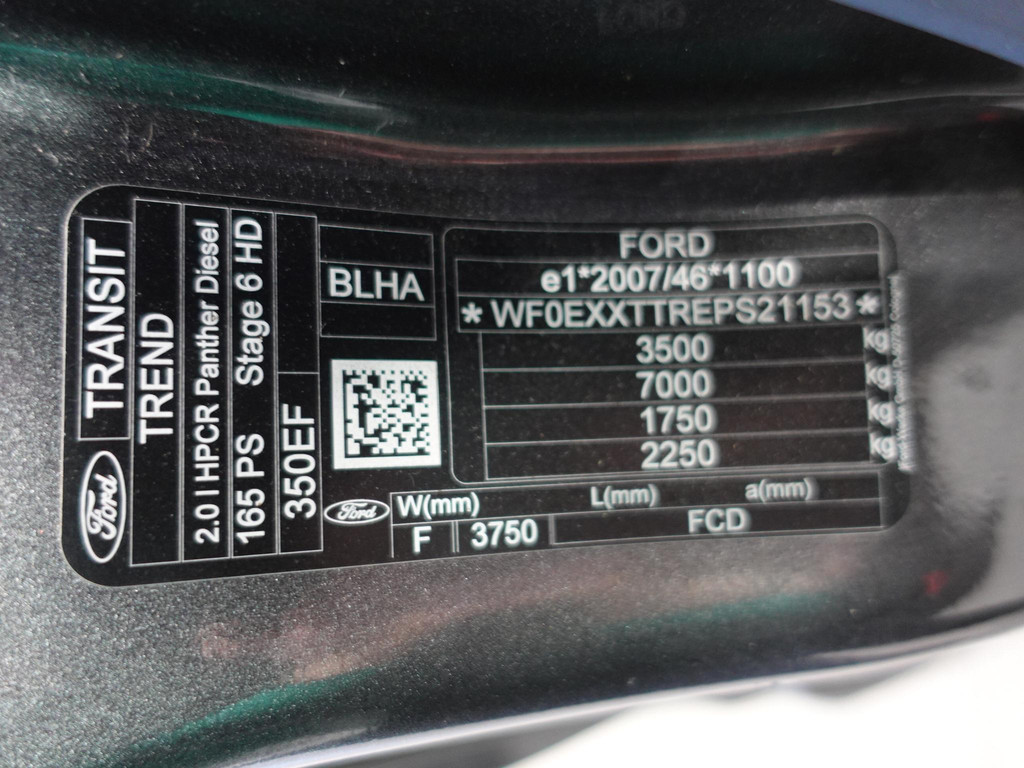 Ford
TRANSIT
TREND
2.0 l HPCR Panther Diesel
165 PS Stage 6 HD
350EF
BLHA
FORD
e1*2007/46*1100
* WF0EXXTTREPS21153 *
3500 kg
7000 kg
1750 kg
2250 kg
Ford
W(mm) L(mm) a(mm)
F 3750 FCD